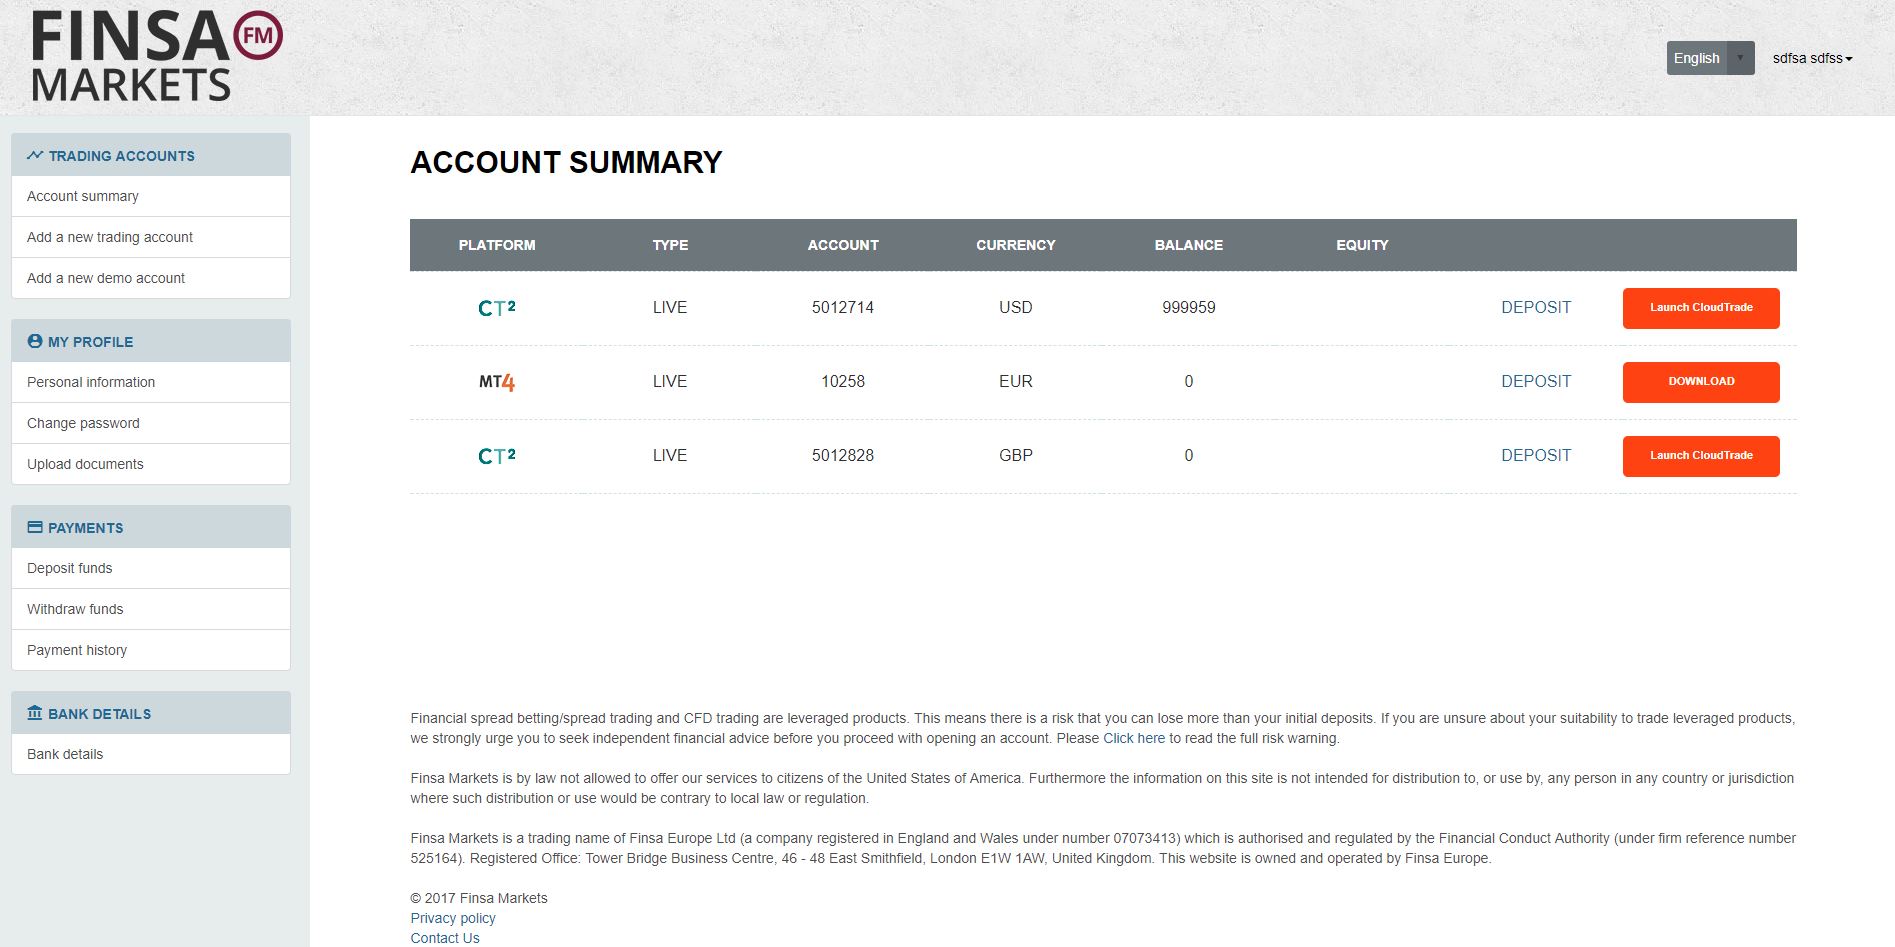 FINSA FM
MARKETS
English
sdfsa sdfss
TRADING ACCOUNTS
Account summary
Add a new trading account
Add a new demo account
MY PROFILE
Personal information
Change password
Upload documents
PAYMENTS
Deposit funds
Withdraw funds
Payment history
BANK DETAILS
Bank details
ACCOUNT SUMMARY
PLATFORM TYPE ACCOUNT CURRENCY BALANCE EQUITY
CT2 LIVE 5012714 USD 999959 DEPOSIT Launch CloudTrade
MT4 LIVE 10258 EUR 0 DEPOSIT DOWNLOAD
CT2 LIVE 5012828 GBP 0 DEPOSIT Launch CloudTrade
Financial spread betting/spread trading and CFD trading are leveraged products. This means there is a risk that you can lose more than your initial deposits. If you are unsure about your suitability to trade leveraged products,
we strongly urge you to seek independent financial advice before you proceed with opening an account. Please Click here to read the full risk warning.
Finsa Markets is by law not allowed to offer our services to citizens of the United States of America. Furthermore the information on this site is not intended for distribution to, or use by, any person in any country or jurisdiction
where such distribution or use would be contrary to local law or regulation.
Finsa Markets is a trading name of Finsa Europe Ltd (a company registered in England and Wales under number 07073413) which is authorised and regulated by the Financial Conduct Authority (under firm reference number
525164). Registered Office: Tower Bridge Business Centre, 46 - 48 East Smithfield, London E1W 1AW, United Kingdom. This website is owned and operated by Finsa Europe.
© 2017 Finsa Markets
Privacy policy
Contact Us